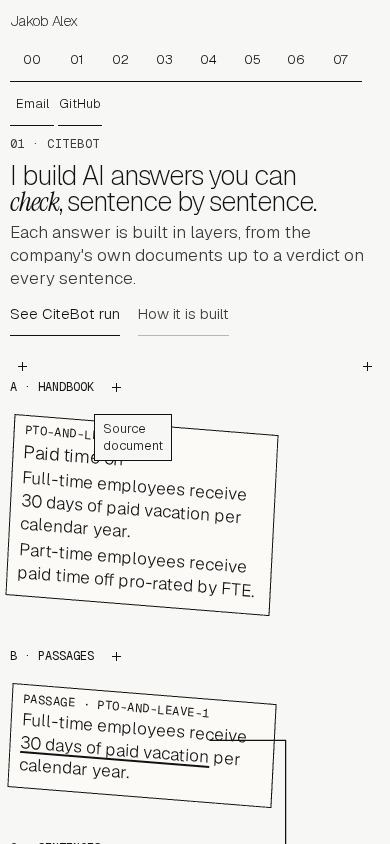 Jakob Alex
00 01 02 03 04 05 06 07
Email GitHub
01 · CITEBOT
I build AI answers you can
check, sentence by sentence.
Each answer is built in layers, from the
company's own documents up to a verdict on
every sentence.
See CiteBot run How it is built
A · HANDBOOK
Source
document
Paid time
Full-time employees receive
30 days of paid vacation per
calendar year.
Part-time employees receive
paid time off pro-rated by FTE.
B · PASSAGES
PASSAGE · PTO-AND-LEAVE-1
Full-time employees receive
30 days of paid vacation per
calendar year.